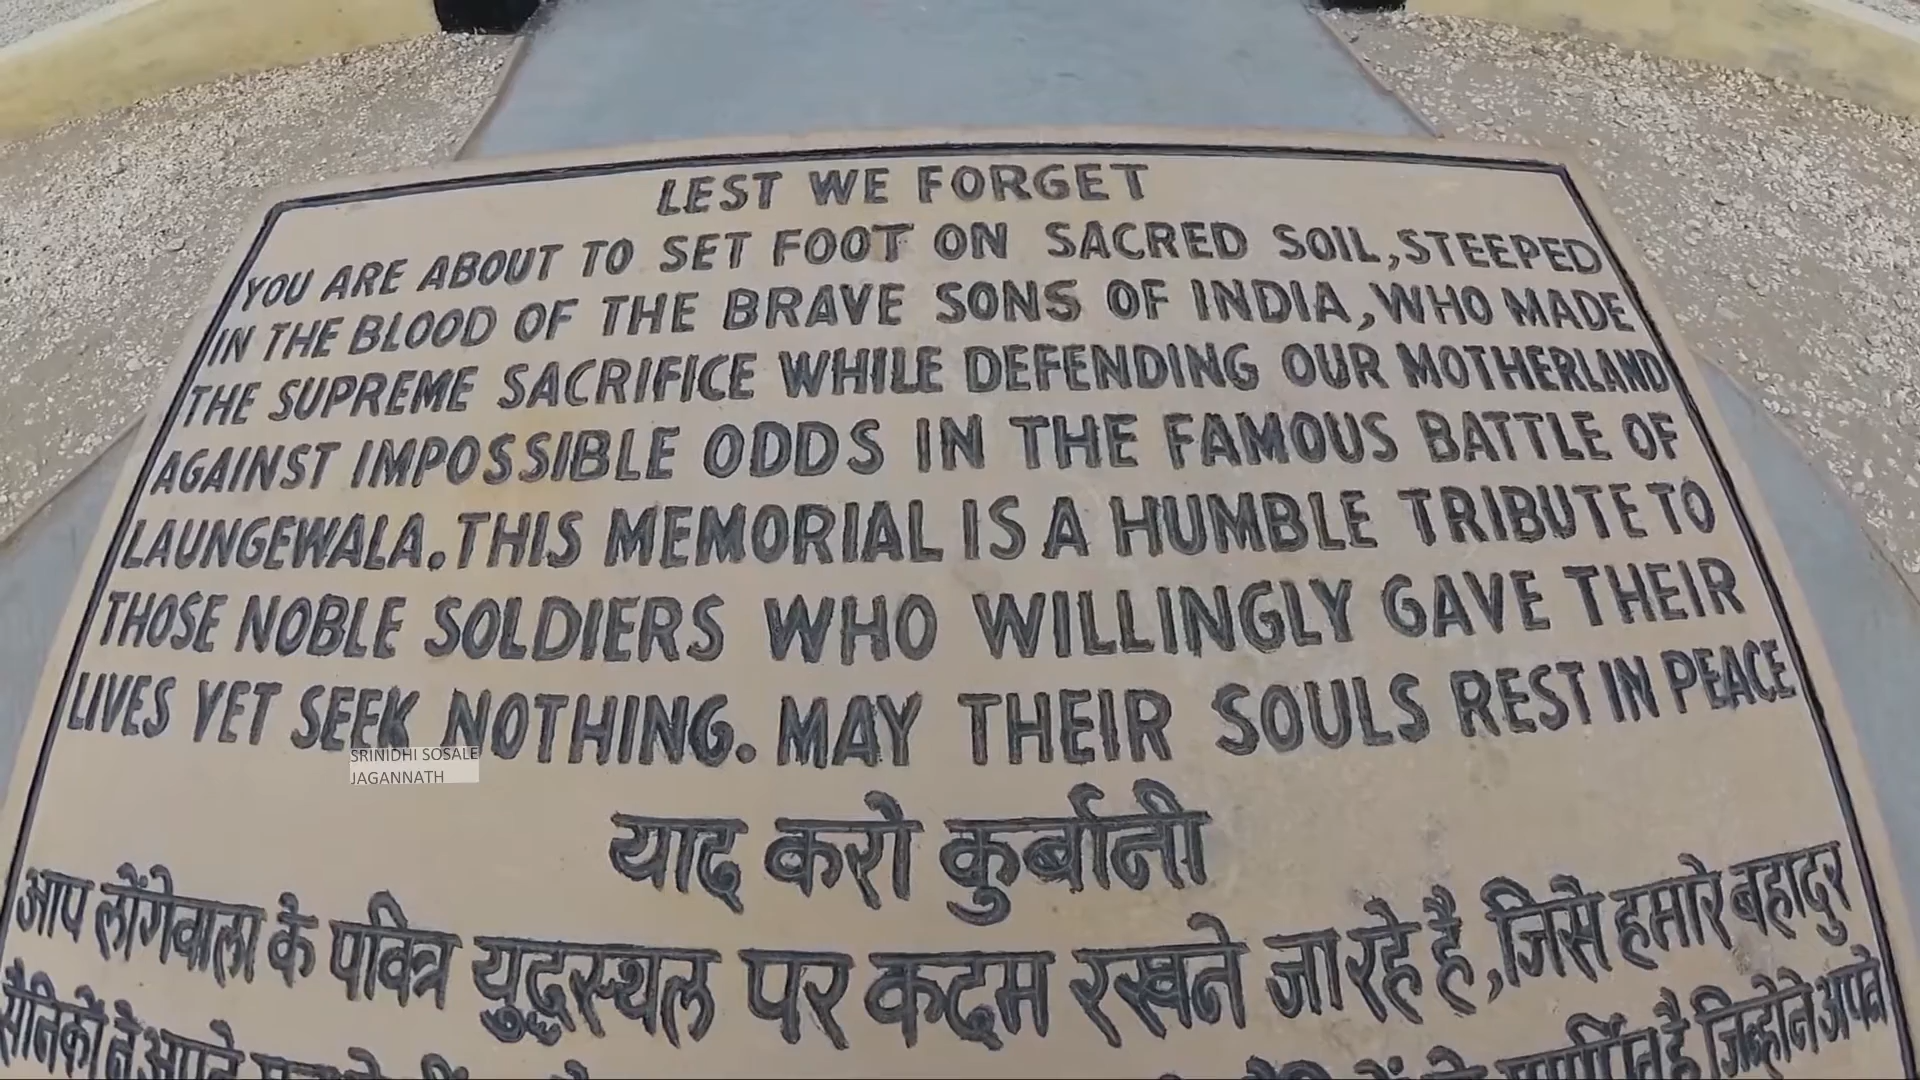 LEST WE FORGET
YOU ARE ABOUT TO SET FOOT ON SACRED SOIL, STEEPED
IN THE BLOOD OF THE BRAVE SONS OF INDIA, WHO MADE
THE SUPREME SACRIFICE WHILE DEFENDING OUR MOTHERLAND
AGAINST IMPOSSIBLE ODDS IN THE FAMOUS BATTLE OF
LAUNGEWALA. THIS MEMORIAL IS A HUMBLE TRIBUTE TO
THOSE NOBLE SOLDIERS WHO WILLINGLY GAVE THEIR
LIVES YET SEEK NOTHING. MAY THEIR SOULS REST IN PEACE
SRINIDHI SOSALE
JAGANNATH
याद करो कुर्बानी
आप लोंगेवाला के पवित्र युद्धस्थल पर कदम रखने जा रहे है, जिसे हमारे बहादुर
सैनिकों ने अपने है जिन्होने अपने